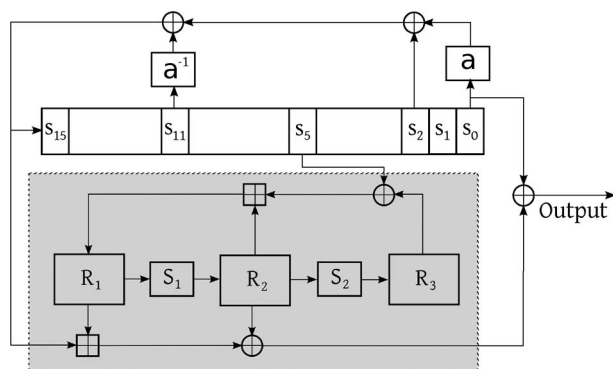 a
a⁻¹
s₁₅ s₁₁ s₅ s₂ s₁ s₀
Output
R₁ S₁ R₂ S₂ R₃